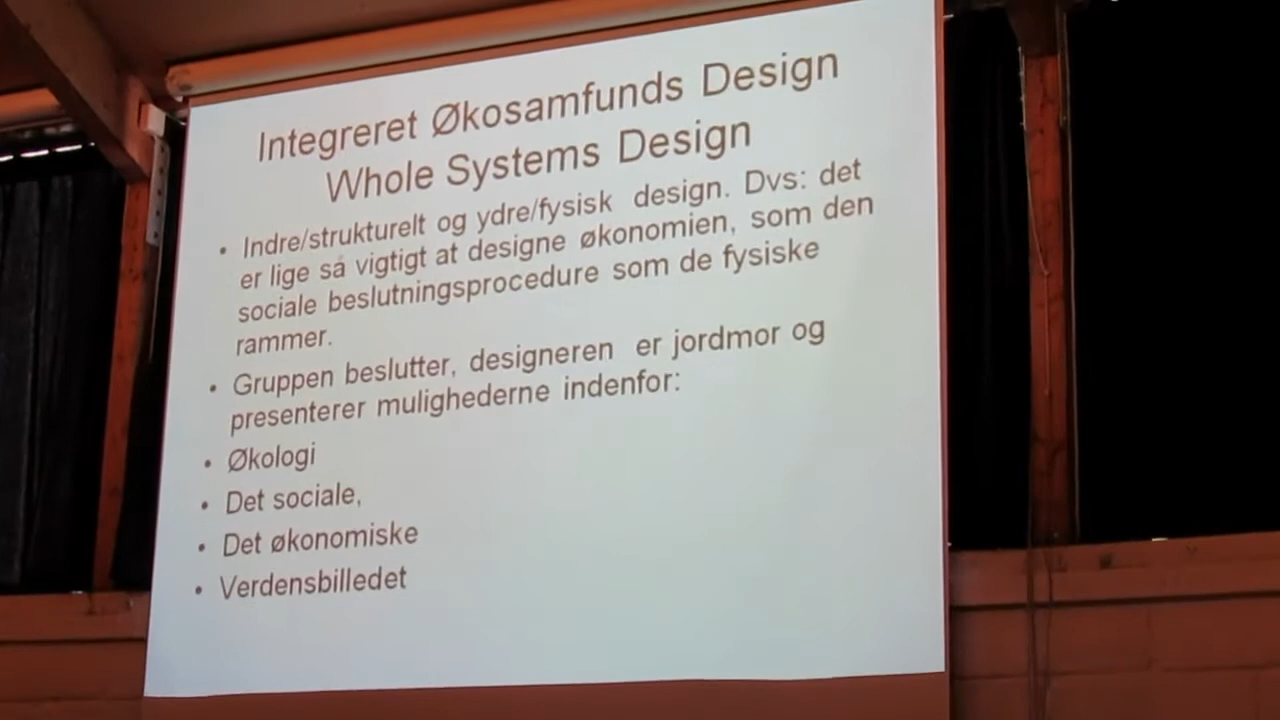 Integreret Økosamfunds Design
Whole Systems Design
• Indre/strukturelt og ydre/fysisk design. Dvs: det
er lige så vigtigt at designe økonomien, som den
sociale beslutningsprocedure som de fysiske
rammer.
• Gruppen beslutter, designeren er jordmor og
presenterer mulighederne indenfor:
• Økologi
• Det sociale,
• Det økonomiske
• Verdensbilledet